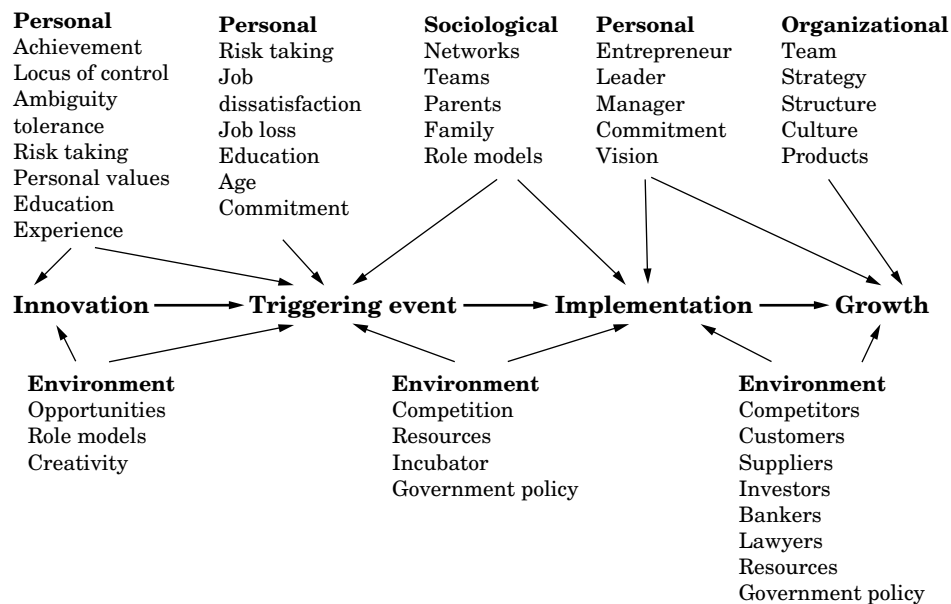 Personal
Achievement
Locus of control
Ambiguity
tolerance
Risk taking
Personal values
Education
Experience
Personal
Risk taking
Job
dissatisfaction
Job loss
Education
Age
Commitment
Sociological
Networks
Teams
Parents
Family
Role models
Personal
Entrepreneur
Leader
Manager
Commitment
Vision
Organizational
Team
Strategy
Structure
Culture
Products
Innovation
Triggering event
Implementation
Growth
Environment
Opportunities
Role models
Creativity
Environment
Competition
Resources
Incubator
Government policy
Environment
Competitors
Customers
Suppliers
Investors
Bankers
Lawyers
Resources
Government policy